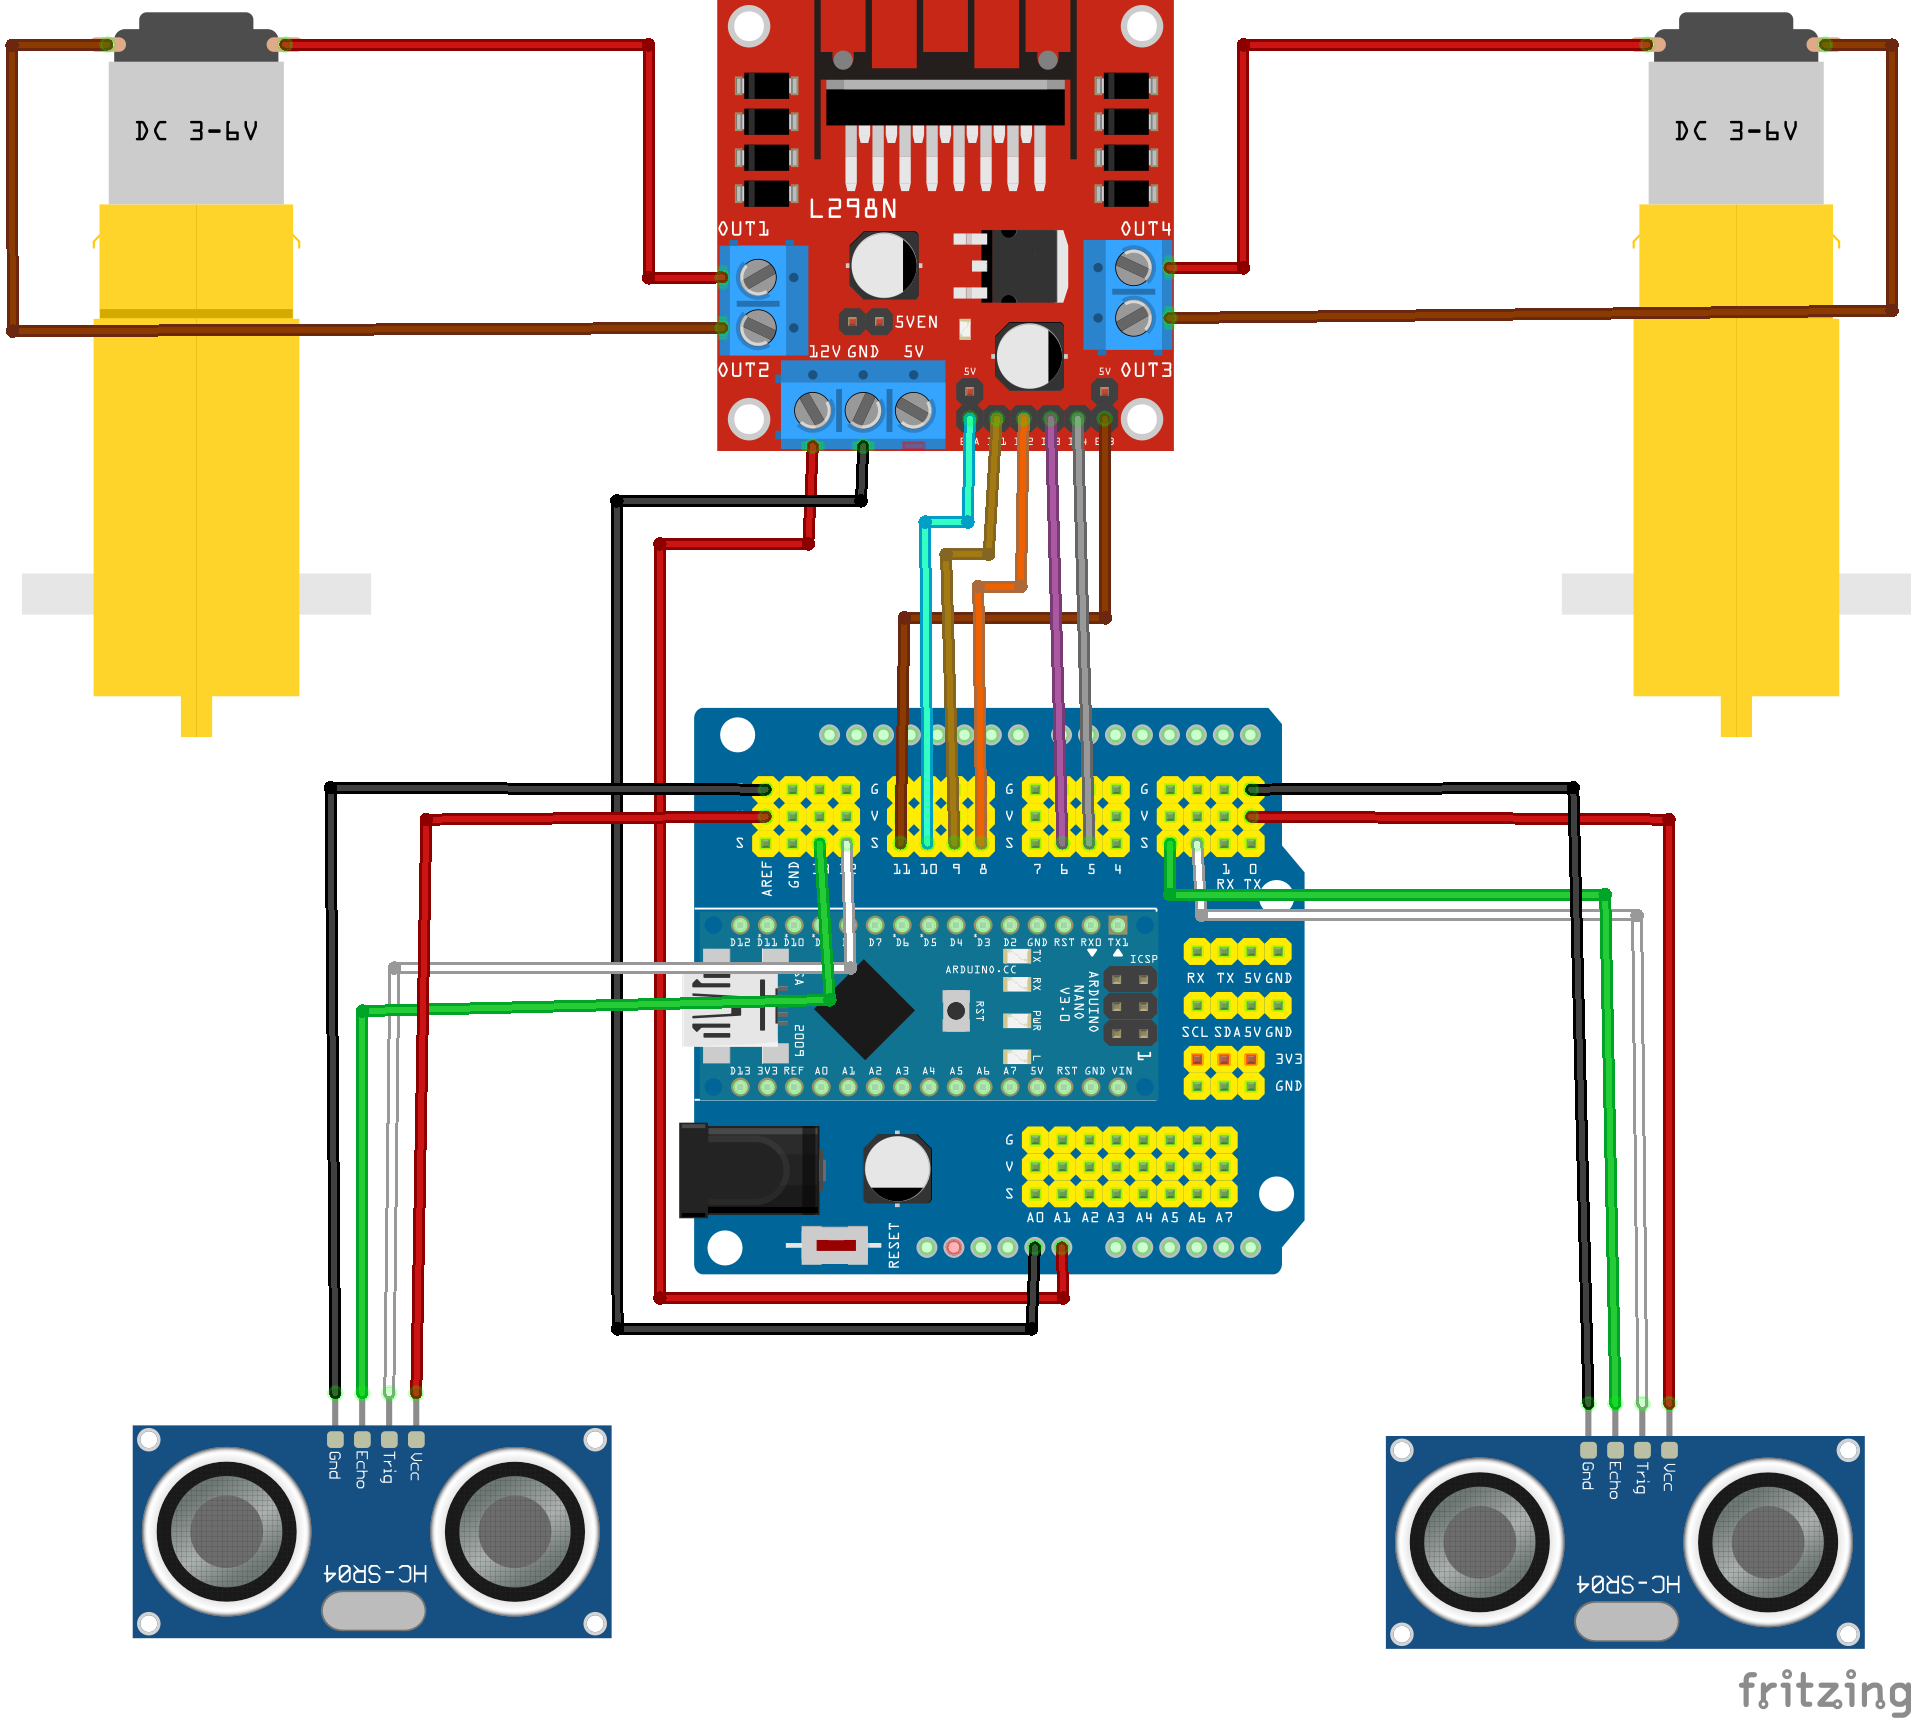 DC 3-6V
DC 3-6V
L298N
OUT1
OUT4
5VEN
12V GND 5V
OUT2
5V
5V
OUT3
G
G
G
V
V
V
S
S
S
S
AREF
GND
11 10 9 8
7 6 5 4
1 0
RX TX
D12 D11 D10
D7 D6 D5 D4 D3 D2 GND RST RX0 TX1
ARDUINO.CC
TX
RX
PWR
L
RST
ARDUINO
NANO
V3.0
ICSP
1
RX TX 5V GND
SCL SDA 5V GND
3V3
GND
D13 3V3 REF A0 A1 A2 A3 A4 A5 A6 A7 5V RST GND VIN
G
V
S
A0 A1 A2 A3 A4 A5 A6 A7
RESET
Gnd
Echo
Trig
Vcc
HC-SR04
Gnd
Echo
Trig
Vcc
HC-SR04
fritzing